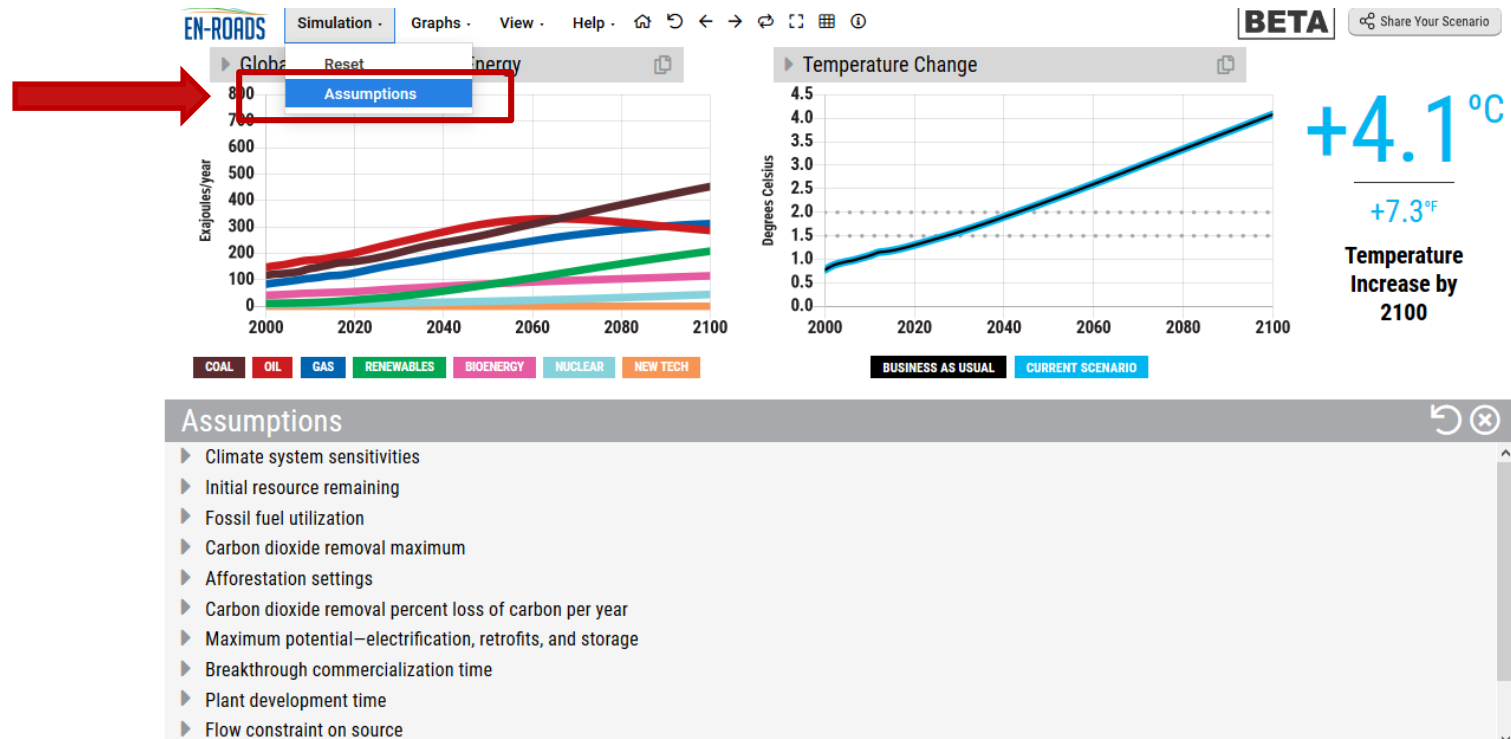 EN-ROADS
Simulation Graphs View Help
BETA
Share Your Scenario
Reset
Assumptions
Energy
Temperature Change
800
700
600
500
400
300
200
100
0
Exajoules/year
2000 2020 2040 2060 2080 2100
COAL OIL GAS RENEWABLES BIOENERGY NUCLEAR NEW TECH
4.5
4.0
3.5
3.0
2.5
2.0
1.5
1.0
0.5
0.0
Degrees Celsius
2000 2020 2040 2060 2080 2100
BUSINESS AS USUAL CURRENT SCENARIO
+4.1°C
+7.3°F
Temperature
Increase by
2100
Assumptions
Climate system sensitivities
Initial resource remaining
Fossil fuel utilization
Carbon dioxide removal maximum
Afforestation settings
Carbon dioxide removal percent loss of carbon per year
Maximum potential—electrification, retrofits, and storage
Breakthrough commercialization time
Plant development time
Flow constraint on source